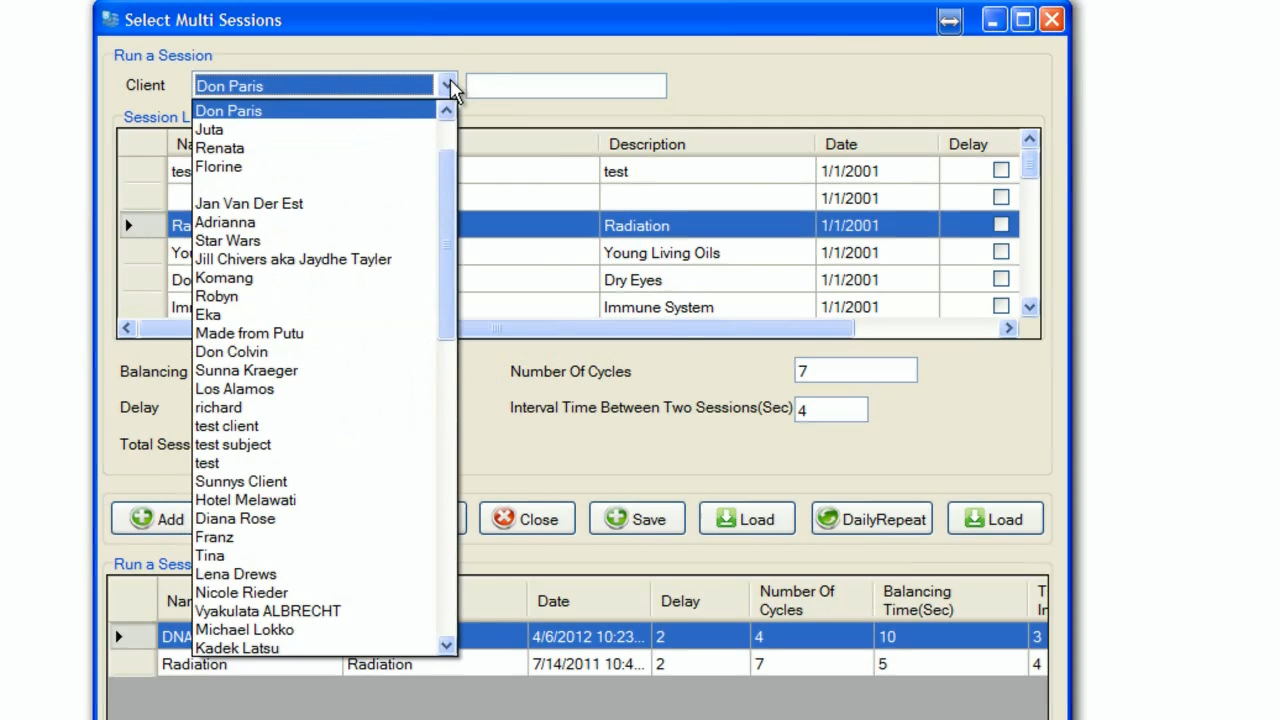 Select Multi Sessions
Run a Session
Client Don Paris
Don Paris
Juta
Renata
Florine
Jan Van Der Est
Adrianna
Star Wars
Jill Chivers aka Jaydhe Tayler
Komang
Robyn
Eka
Made from Putu
Don Colvin
Sunna Kraeger
Los Alamos
richard
test client
test subject
test
Sunnys Client
Hotel Melawati
Diana Rose
Franz
Tina
Lena Drews
Nicole Rieder
Vyakulata ALBRECHT
Michael Lokko
Kadek Latsu
Session L
Na Description Date Delay
tes test 1/1/2001
1/1/2001
Ra Radiation 1/1/2001
Yo Young Living Oils 1/1/2001
Do Dry Eyes 1/1/2001
Im Immune System 1/1/2001
Balancing Number Of Cycles 7
Delay Interval Time Between Two Sessions(Sec) 4
Total Sess
Add Close Save Load DailyRepeat Load
Run a Sess
Nar Date Delay Number Of Cycles Balancing Time(Sec) T In
DNA 4/6/2012 10:23... 2 4 10 3
Radiation Radiation 7/14/2011 10:4... 2 7 5 4